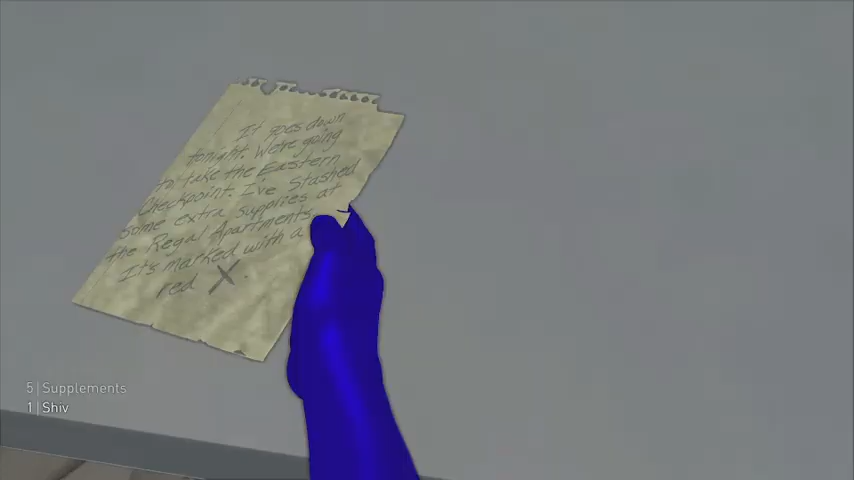 It goes down
tonight. We're going
to take the Eastern
Checkpoint. I've stashed
some extra supplies at
the Regal Apartments
It's marked with a
red X.
5 | Supplements
1 | Shiv